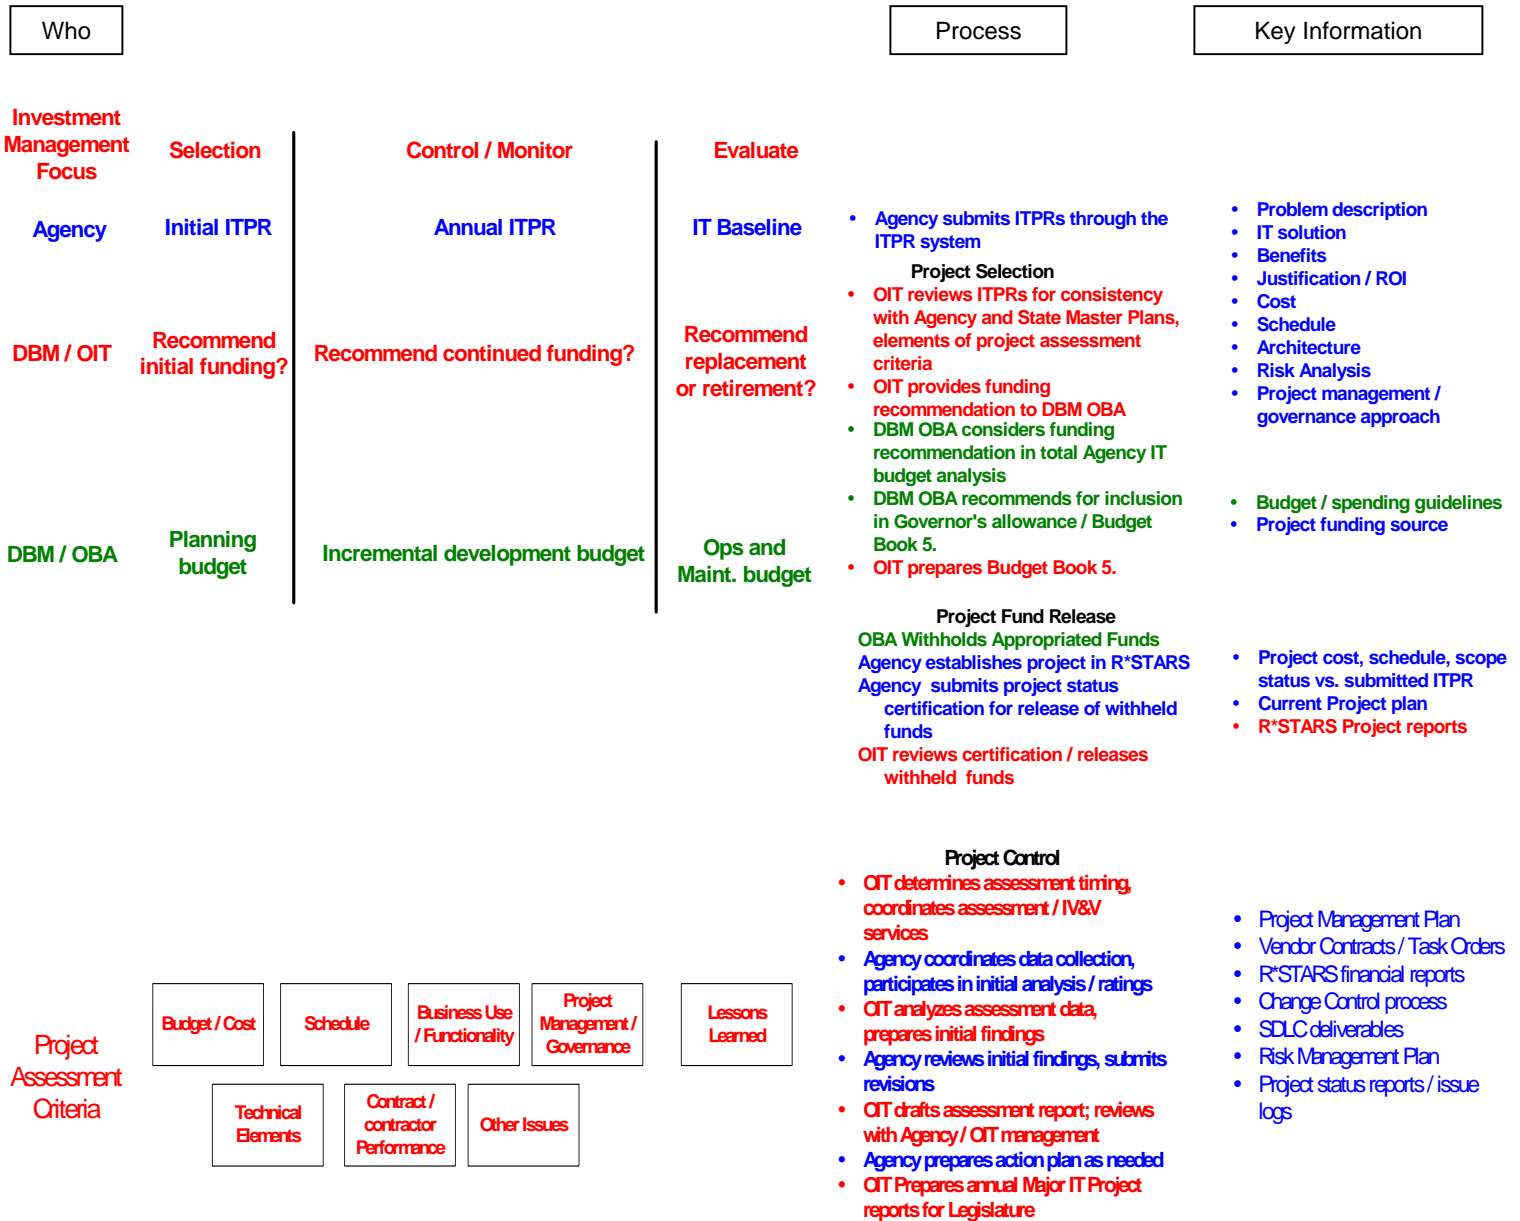 Who
Process
Key Information
Investment
Management
Focus
Selection
Control / Monitor
Evaluate
Agency
Initial ITPR
Annual ITPR
IT Baseline
DBM / OIT
Recommend
initial funding?
Recommend continued funding?
Recommend
replacement
or retirement?
DBM / OBA
Planning
budget
Incremental development budget
Ops and
Maint. budget
• Agency submits ITPRs through the
ITPR system
Project Selection
• OIT reviews ITPRs for consistency
with Agency and State Master Plans,
elements of project assessment
criteria
• OIT provides funding
recommendation to DBM OBA
• DBM OBA considers funding
recommendation in total Agency IT
budget analysis
• DBM OBA recommends for inclusion
in Governor's allowance / Budget
Book 5.
• OIT prepares Budget Book 5.
• Problem description
• IT solution
• Benefits
• Justification / ROI
• Cost
• Schedule
• Architecture
• Risk Analysis
• Project management /
governance approach
• Budget / spending guidelines
• Project funding source
Project Fund Release
OBA Withholds Appropriated Funds
Agency establishes project in R*STARS
Agency submits project status
certification for release of withheld
funds
OIT reviews certification / releases
withheld funds
• Project cost, schedule, scope
status vs. submitted ITPR
• Current Project plan
• R*STARS Project reports
Project
Assessment
Criteria
Budget / Cost
Schedule
Business Use
/ Functionality
Project
Management /
Governance
Lessons
Learned
Technical
Elements
Contract /
contractor
Performance
Other Issues
Project Control
• OIT determines assessment timing,
coordinates assessment / IV&V
services
• Agency coordinates data collection,
participates in initial analysis / ratings
• OIT analyzes assessment data,
prepares initial findings
• Agency reviews initial findings, submits
revisions
• OIT drafts assessment report; reviews
with Agency / OIT management
• Agency prepares action plan as needed
• OIT Prepares annual Major IT Project
reports for Legislature
• Project Management Plan
• Vendor Contracts / Task Orders
• R*STARS financial reports
• Change Control process
• SDLC deliverables
• Risk Management Plan
• Project status reports / issue
logs